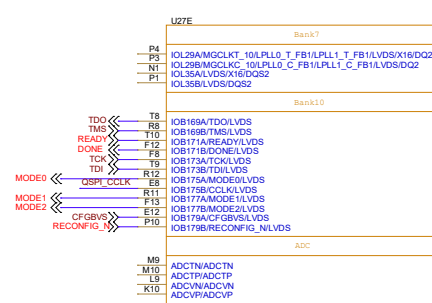 U27E
Bank7
P4 IOL29A/MGCLKT_10/LPLL0_T_FB1/LPLL1_T_FB1/LVDS/X16/DQ2
P3 IOL29B/MGCLKC_10/LPLL0_C_FB1/LPLL1_C_FB1/LVDS/DQ2
N1 IOL35A/LVDS/X16/DQS2
P1 IOL35B/LVDS/DQS2
Bank10
TDO T8 IOB169A/TDO/LVDS
TMS R8 IOB169B/TMS/LVDS
READY T10 IOB171A/READY/LVDS
DONE F12 IOB171B/DONE/LVDS
TCK F8 IOB173A/TCK/LVDS
TDI T9 IOB173B/TDI/LVDS
MODE0 R12 IOB175A/MODE0/LVDS
QSPI_CCLK E8 IOB175B/CCLK/LVDS
MODE1 R11 IOB177A/MODE1/LVDS
MODE2 F13 IOB177B/MODE2/LVDS
CFGBVS E12 IOB179A/CFGBVS/LVDS
RECONFIG_N P10 IOB179B/RECONFIG_N/LVDS
ADC
M9 ADCTN/ADCTN
M10 ADCTP/ADCTP
L9 ADCVN/ADCVN
K10 ADCVP/ADCVP